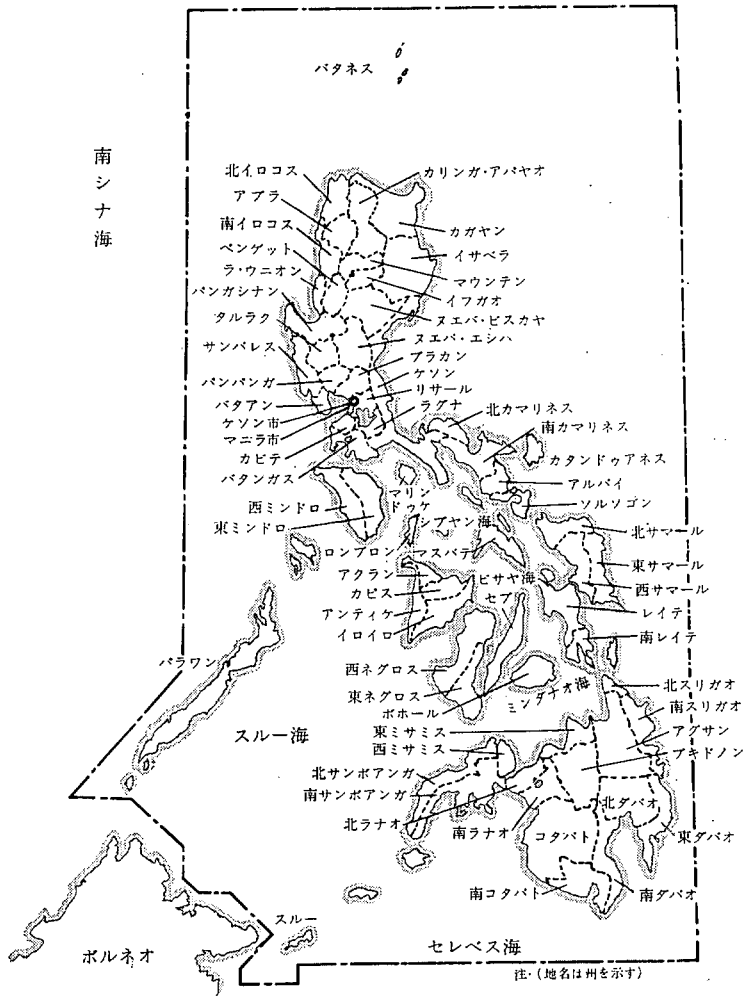 バタネス
南シナ海
北イロコス
カリンガ・アパヤオ
アブラ
カガヤン
南イロコス
イサベラ
ベンゲット
マウンテン
ラ・ウニオン
イフガオ
パンガシナン
ヌエバ・ビスカヤ
タルラク
ヌエバ・エシハ
サンバレス
ブラカン
ケソン
パンパンガ
リサール
バタアン
ラグナ
北カマリネス
ケソン市
南カマリネス
マニラ市
カビテ
カタンドゥアネス
バタンガス
アルバイ
マリン
ドゥケ
ソルソゴン
西ミンドロ
シブヤン海
東ミンドロ
北サマール
ロンブロン
マスバテ
東サマール
アクラン
ビサヤ海
西サマール
カピス
セブ
レイテ
アンティケ
イロイロ
南レイテ
パラワン
西ネグロス
東ネグロス
ボホール
ミンダナオ海
北スリガオ
南スリガオ
スルー海
東ミサミス
アグサン
西ミサミス
ブキドノン
北サンボアンガ
南サンボアンガ
北ダバオ
北ラナオ
南ラナオ
コタバト
東ダバオ
南コタバト
南ダバオ
スルー
ボルネオ
セレベス海
注・(地名は州を示す)